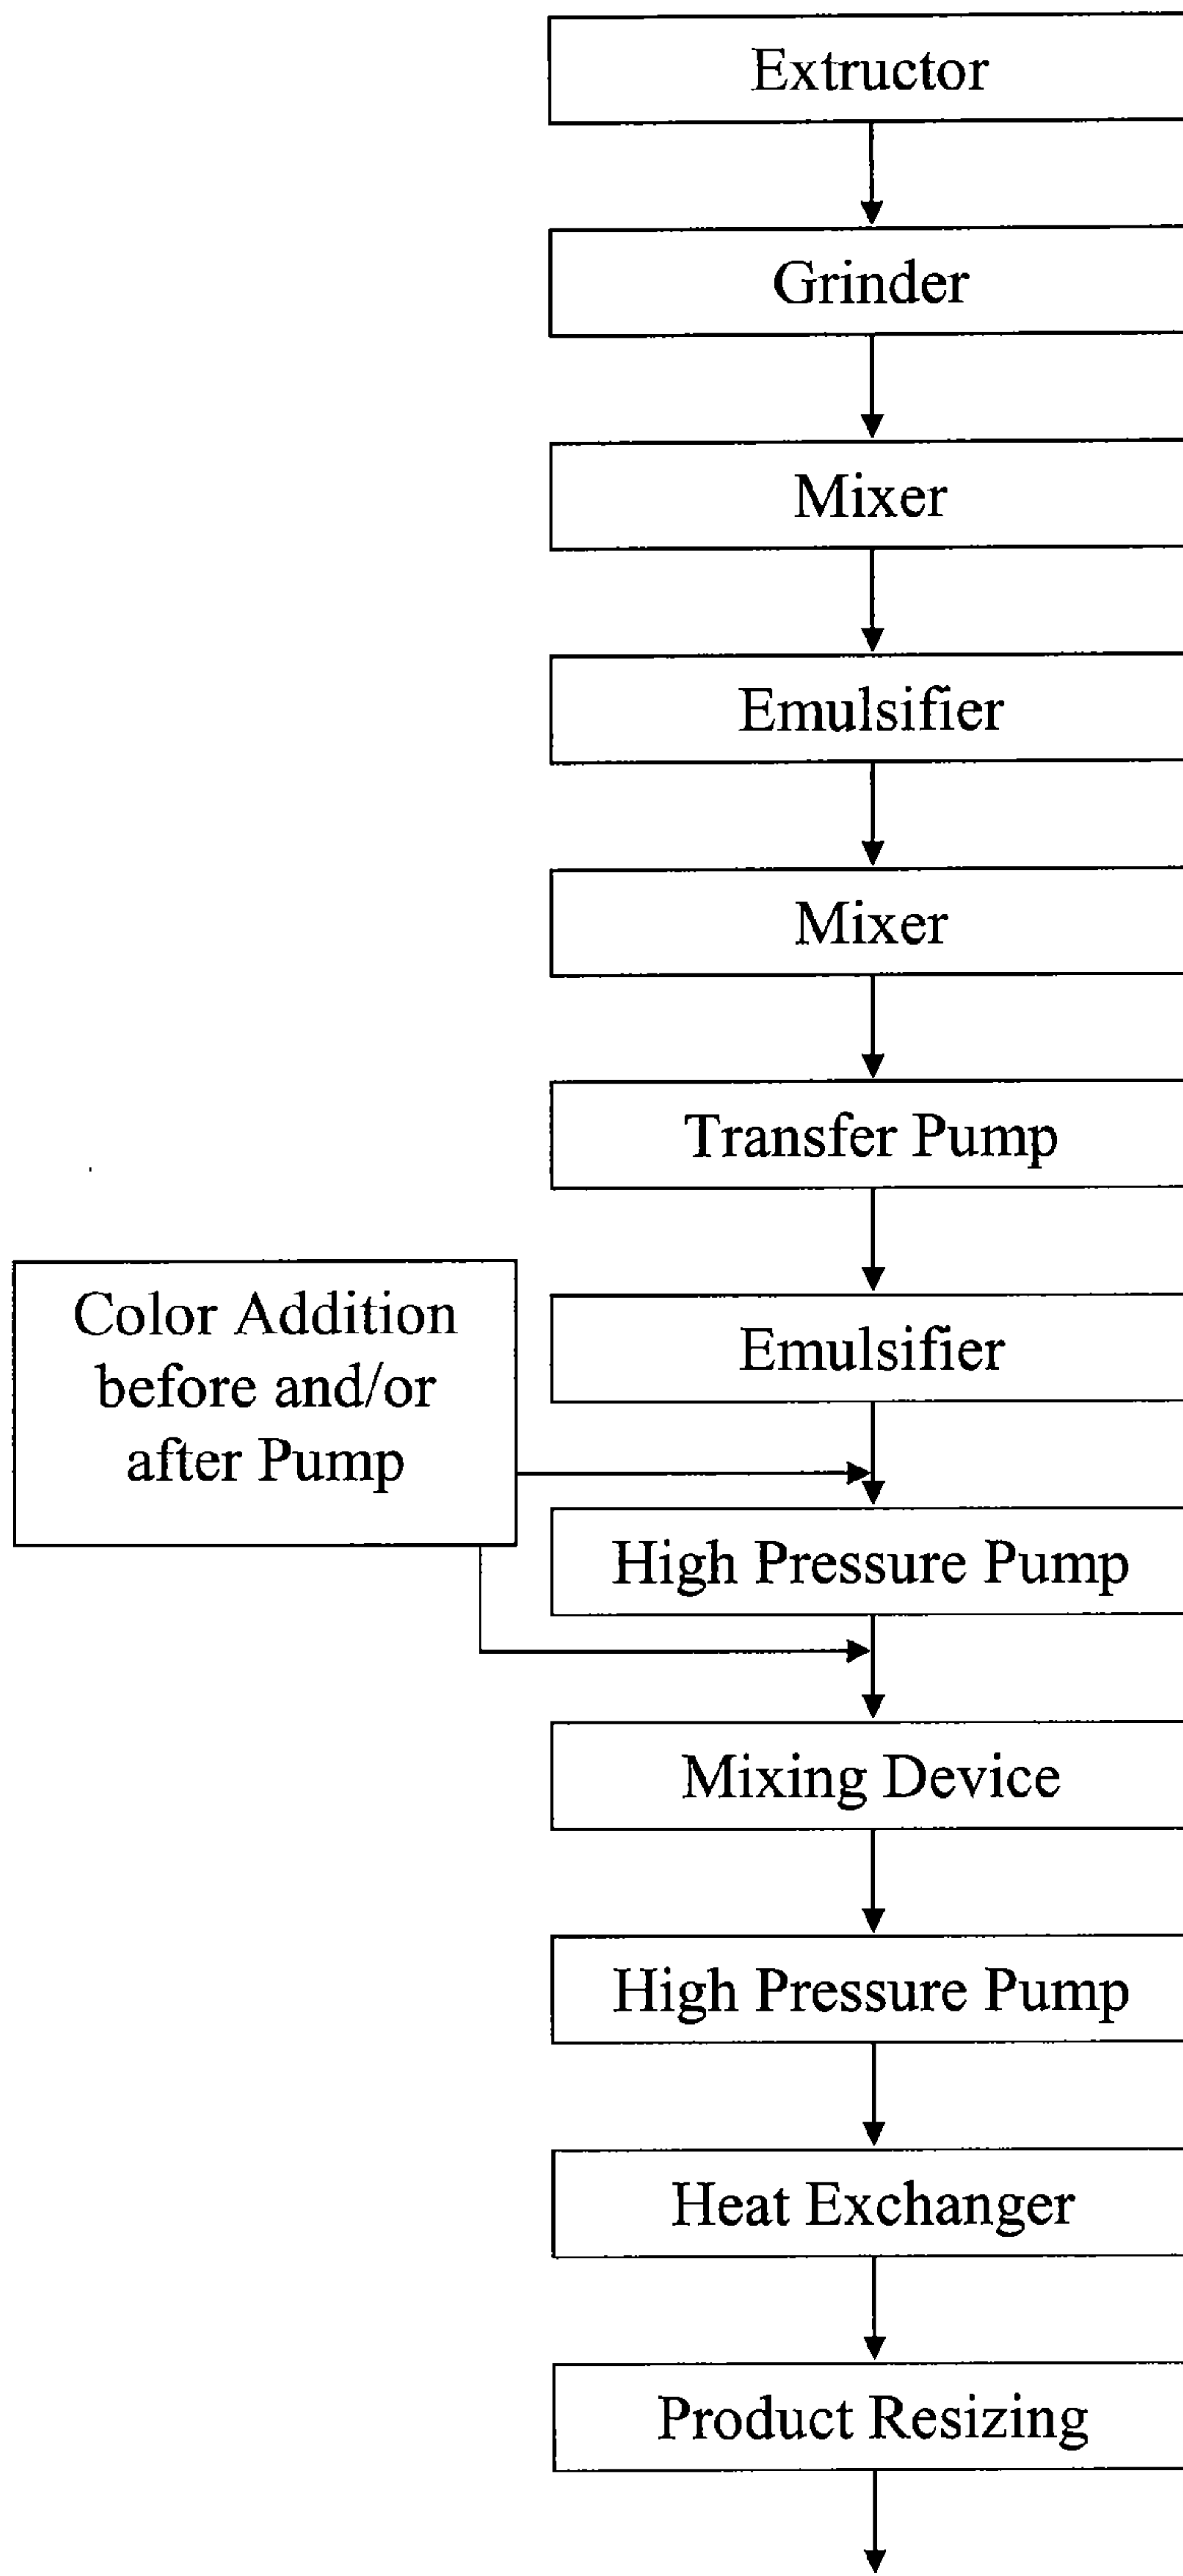 Extructor
Grinder
Mixer
Emulsifier
Mixer
Transfer Pump
Emulsifier
Color Addition
before and/or
after Pump
High Pressure Pump
Mixing Device
High Pressure Pump
Heat Exchanger
Product Resizing